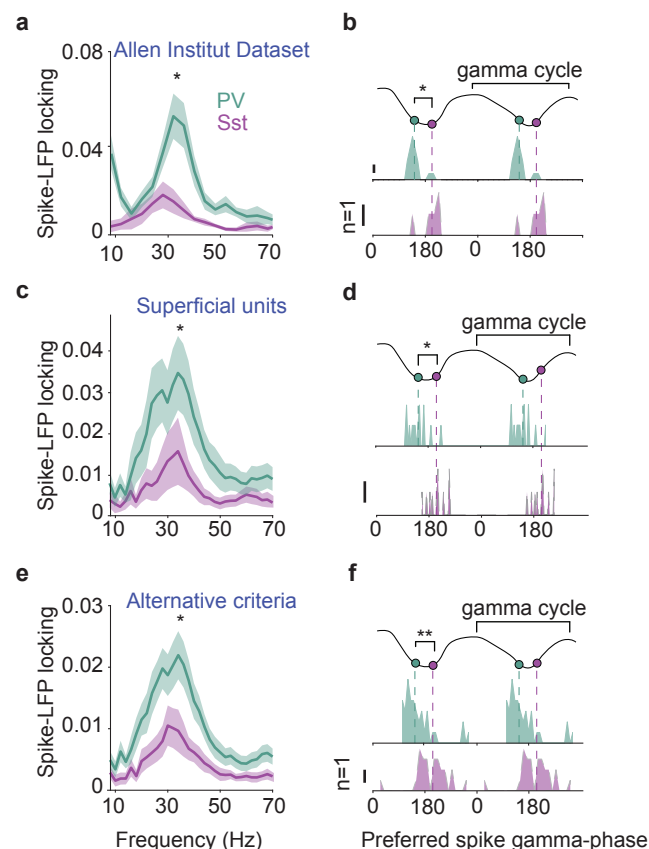 a
Allen Institut Dataset
Spike-LFP locking
0.08
0.04
0
*
PV
Sst
10 30 50 70
b
gamma cycle
*
n=1
0 180 0 180
c
Superficial units
Spike-LFP locking
0.04
0.03
0.02
0.01
0
*
10 30 50 70
d
gamma cycle
*
0 180 0 180
e
Alternative criteria
Spike-LFP locking
0.03
0.02
0.01
0
*
10 30 50 70
Frequency (Hz)
f
gamma cycle
**
n=1
0 180 0 180
Preferred spike gamma-phase